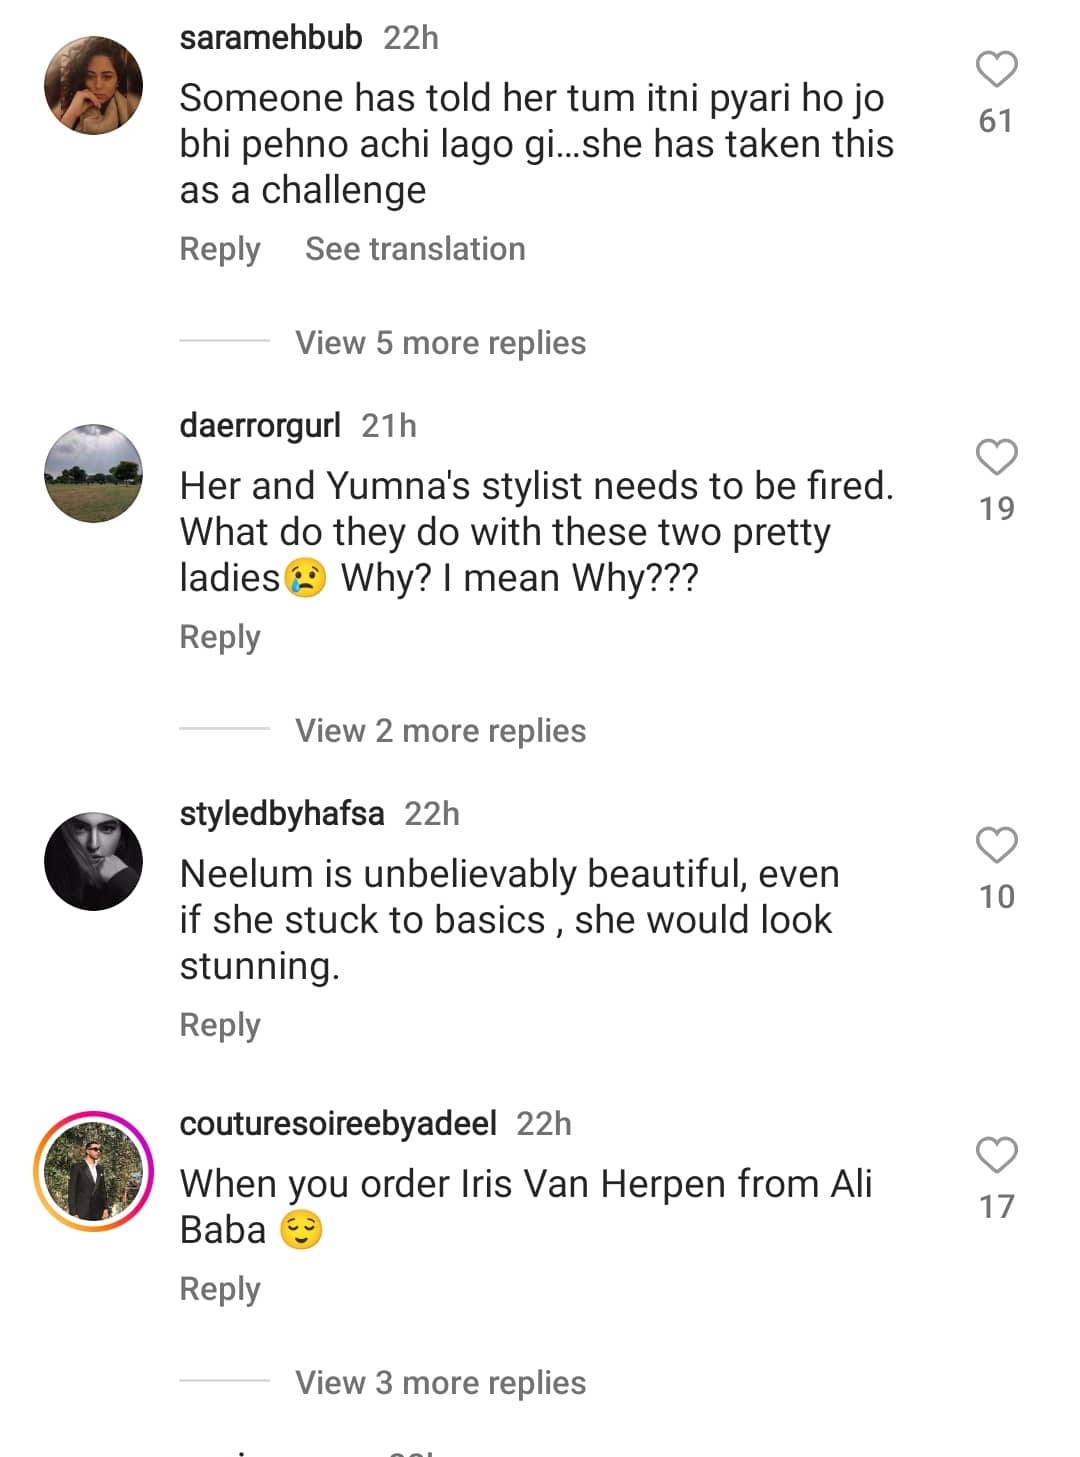 saramehbub 22h
Someone has told her tum itni pyari ho jo
bhi pehno achi lago gi...she has taken this
as a challenge
61
Reply See translation
View 5 more replies
daerrorgurl 21h
Her and Yumna's stylist needs to be fired.
What do they do with these two pretty
ladies😢 Why? I mean Why???
19
Reply
View 2 more replies
styledbyhafsa 22h
Neelum is unbelievably beautiful, even
if she stuck to basics , she would look
stunning.
10
Reply
couturesoireebyadeel 22h
When you order Iris Van Herpen from Ali
Baba 😌
17
Reply
View 3 more replies